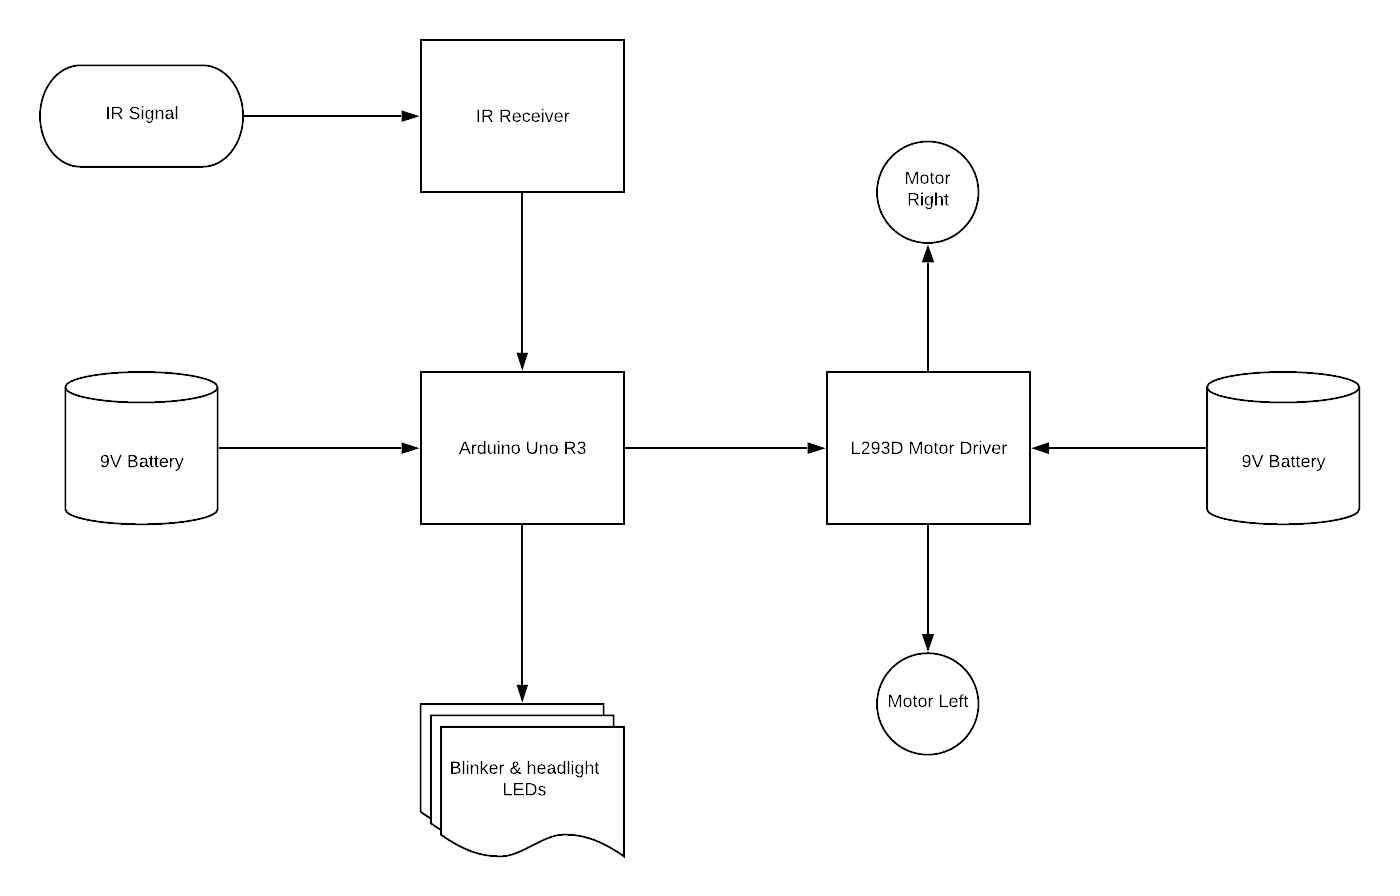 IR Signal
IR Receiver
Motor
Right
9V Battery
Arduino Uno R3
L293D Motor Driver
9V Battery
Motor Left
Blinker & headlight
LEDs